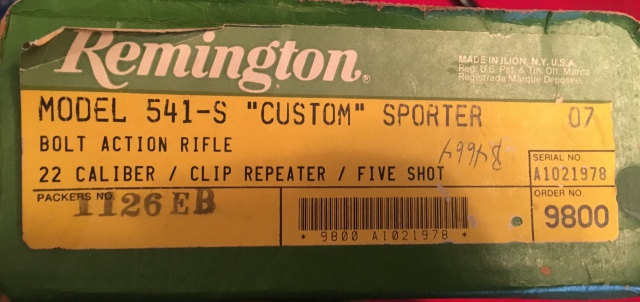 Remington®
MADE IN ILION, N.Y. U.S.A.
Reg. U.S. Pat. & Tm. Off. Marca
Registrada Marque Deposee
MODEL 541-S "CUSTOM" SPORTER 07
BOLT ACTION RIFLE
22 CALIBER / CLIP REPEATER / FIVE SHOT
SERIAL NO.
A1021978
PACKERS NO.
1126EB
* 9800 A1021978 *
ORDER NO.
9800